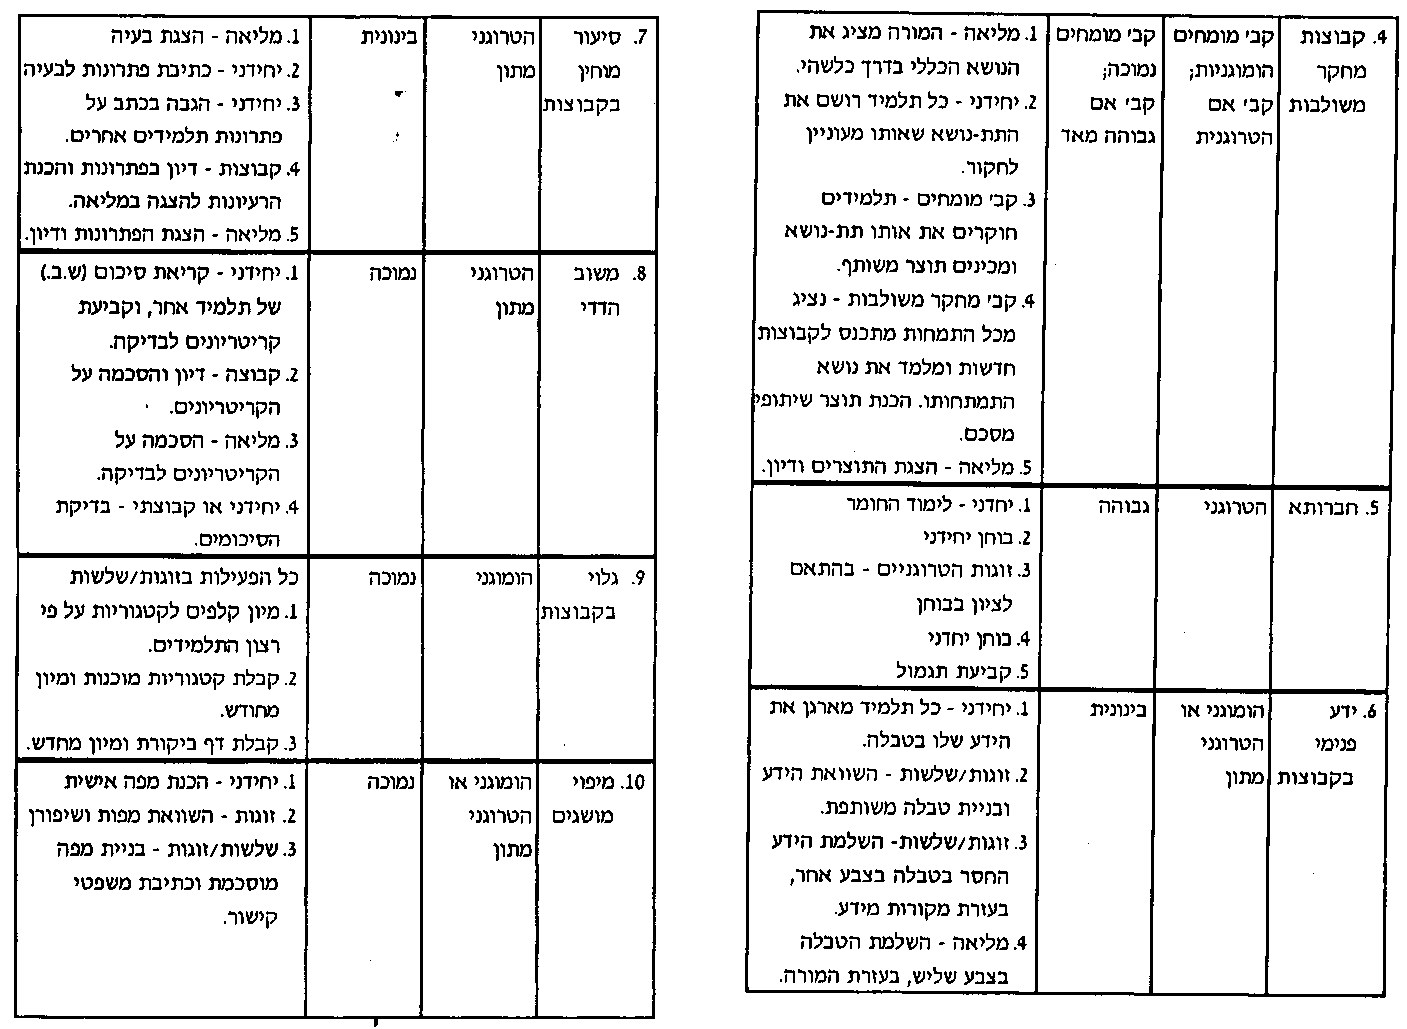 4. קבוצות
מחקר
משולבות
קב׳ מומחים
הומוגניות;
קב׳ אם
הטרוגנית
קב׳ מומחים
נמוכה;
קב׳ אם
גבוהה מאד
1. מליאה - המורה מציג את
הנושא הכללי בדרך כלשהי.
2. יחידני - כל תלמיד רושם את
התת-נושא שאותו מעוניין
לחקור.
3. קב׳ מומחים - תלמידים
חוקרים את אותו תת-נושא
ומכינים תוצר משותף.
4. קב׳ מחקר משולבות - נציג
מכל התמחות מתכנס לקבוצות
חדשות ומלמד את נושא
התמתחותו. הכנת תוצר שיתופי
מסכם.
5. מליאה - הצגת התוצרים ודיון.
5. חברותא
הטרוגני
גבוהה
1. יחדני - לימוד החומר
2. בוחן יחידני
3. זוגות הטרוגניים - בהתאם
לציון בבוחן
4. בוחן יחדני
5. קביעת תגמול
6. ידע
פנימי
בקבוצות
הומוגני או
הטרוגני
מתון
בינונית
1. יחידני - כל תלמיד מארגן את
הידע שלו בטבלה.
2. זוגות/שלשות - השוואת הידע
ובניית טבלה משותפת.
3. זוגות/שלשות- השלמת הידע
החסר בטבלה בצבע אחר,
בעזרת מקורות מידע.
4. מליאה - השלמת הטבלה
בצבע שליש, בעזרת המורה.
7. סיעור
מוחין
בקבוצות
הטרוגני
מתון
בינונית
1. מליאה - הצגת בעיה
2. יחידני - כתיבת פתרונות לבעיה
3. יחידני - הגבה בכתב על
פתרונות תלמידים אחרים.
4. קבוצות - דיון בפתרונות והכנת
הרעיונות להצגה במליאה.
5. מליאה - הצגת הפתרונות ודיון.
8. משוב
הדדי
הטרוגני
מתון
נמוכה
1. יחידני - קריאת סיכום (ש.ב.)
של תלמיד אחר, וקביעת
קריטריונים לבדיקה.
2. קבוצה - דיון והסכמה על
הקריטריונים.
3. מליאה - הסכמה על
הקריטריונים לבדיקה.
4. יחידני או קבוצתי - בדיקת
הסיכומים.
9. גלוי
בקבוצות
הומוגני
נמוכה
כל הפעילות בזוגות/שלשות
1. מיון קלפים לקטגוריות על פי
רצון התלמידים.
2. קבלת קטגוריות מוכנות ומיון
מחודש.
3. קבלת דף ביקורת ומיון מחדש.
10. מיפוי
מושגים
הומוגני או
הטרוגני
מתון
נמוכה
1. יחידני - הכנת מפה אישית
2. זוגות - השוואת מפות ושיפורן
3. שלשות/זוגות - בניית מפה
מוסכמת וכתיבת משפטי
קישור.